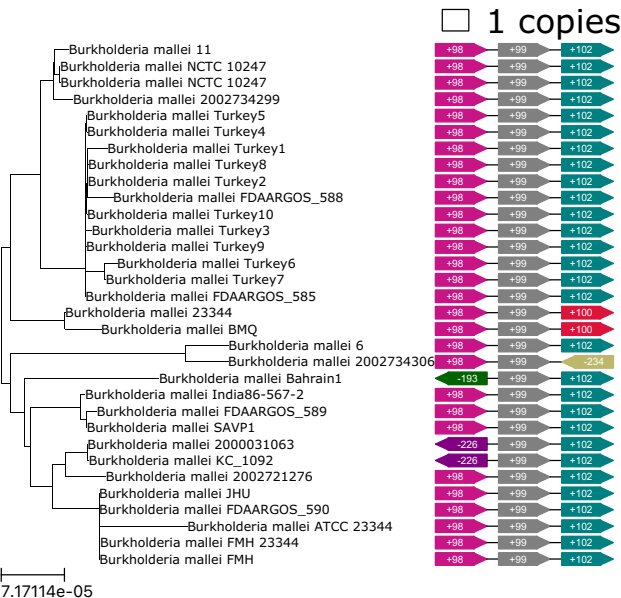 1 copies
Burkholderia mallei 11 +98 +99 +102
Burkholderia mallei NCTC 10247 +98 +99 +102
Burkholderia mallei NCTC 10247 +98 +99 +102
Burkholderia mallei 2002734299 +98 +99 +102
Burkholderia mallei Turkey5 +98 +99 +102
Burkholderia mallei Turkey4 +98 +99 +102
Burkholderia mallei Turkey1 +98 +99 +102
Burkholderia mallei Turkey8 +98 +99 +102
Burkholderia mallei Turkey2 +98 +99 +102
Burkholderia mallei FDAARGOS_588 +98 +99 +102
Burkholderia mallei Turkey10 +98 +99 +102
Burkholderia mallei Turkey3 +98 +99 +102
Burkholderia mallei Turkey9 +98 +99 +102
Burkholderia mallei Turkey6 +98 +99 +102
Burkholderia mallei Turkey7 +98 +99 +102
Burkholderia mallei FDAARGOS_585 +98 +99 +102
Burkholderia mallei 23344 +98 +99 +100
Burkholderia mallei BMQ +98 +99 +100
Burkholderia mallei 6 +98 +99 +102
Burkholderia mallei 2002734306 +98 +99 -234
Burkholderia mallei Bahrain1 -193 +99 +102
Burkholderia mallei India86-567-2 +98 +99 +102
Burkholderia mallei FDAARGOS_589 +98 +99 +102
Burkholderia mallei SAVP1 +98 +99 +102
Burkholderia mallei 2000031063 -226 +99 +102
Burkholderia mallei KC_1092 -226 +99 +102
Burkholderia mallei 2002721276 +98 +99 +102
Burkholderia mallei JHU +98 +99 +102
Burkholderia mallei FDAARGOS_590 +98 +99 +102
Burkholderia mallei ATCC 23344 +98 +99 +102
Burkholderia mallei FMH 23344 +98 +99 +102
Burkholderia mallei FMH +98 +99 +102
7.17114e-05